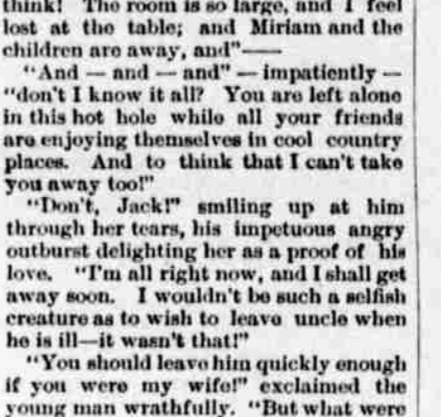 think! The room is so large, and I feel
lost at the table; and Miriam and the
children are away, and"——
"And — and — and" — impatiently —
"don't I know it all? You are left alone
in this hot hole while all your friends
are enjoying themselves in cool country
places. And to think that I can't take
you away too!"
"Don't, Jack!" smiling up at him
through her tears, his impetuous angry
outburst delighting her as a proof of his
love. "I'm all right now, and I shall get
away soon. I wouldn't be such a selfish
creature as to wish to leave uncle when
he is ill—it wasn't that!"
"You should leave him quickly enough
if you were my wife!" exclaimed the
young man wrathfully. "But what were